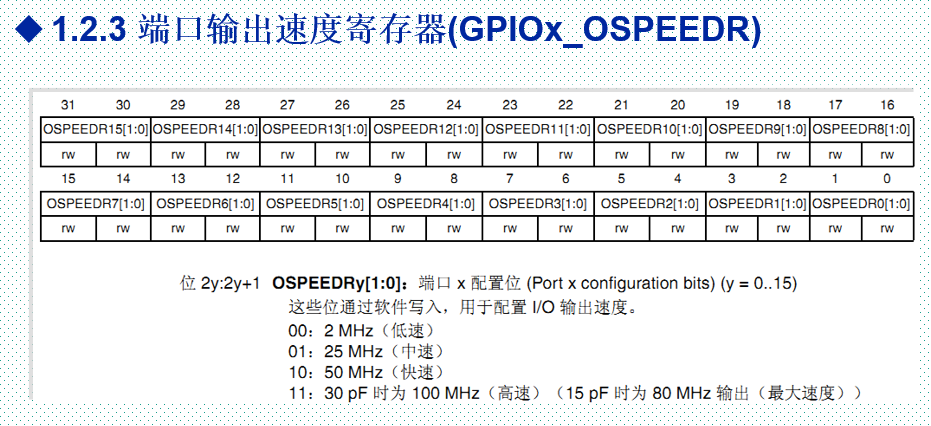 ◆ 1.2.3 端口输出速度寄存器(GPIOx_OSPEEDR)
31 30 29 28 27 26 25 24 23 22 21 20 19 18 17 16
OSPEEDR15[1:0] OSPEEDR14[1:0] OSPEEDR13[1:0] OSPEEDR12[1:0] OSPEEDR11[1:0] OSPEEDR10[1:0] OSPEEDR9[1:0] OSPEEDR8[1:0]
rw rw rw rw rw rw rw rw rw rw rw rw rw rw rw rw
15 14 13 12 11 10 9 8 7 6 5 4 3 2 1 0
OSPEEDR7[1:0] OSPEEDR6[1:0] OSPEEDR5[1:0] OSPEEDR4[1:0] OSPEEDR3[1:0] OSPEEDR2[1:0] OSPEEDR1[1:0] OSPEEDR0[1:0]
rw rw rw rw rw rw rw rw rw rw rw rw rw rw rw rw
位 2y:2y+1 OSPEEDRy[1:0]：端口 x 配置位 (Port x configuration bits) (y = 0..15)
这些位通过软件写入，用于配置 I/O 输出速度。
00：2 MHz（低速）
01：25 MHz（中速）
10：50 MHz（快速）
11：30 pF 时为 100 MHz（高速）（15 pF 时为 80 MHz 输出（最大速度））